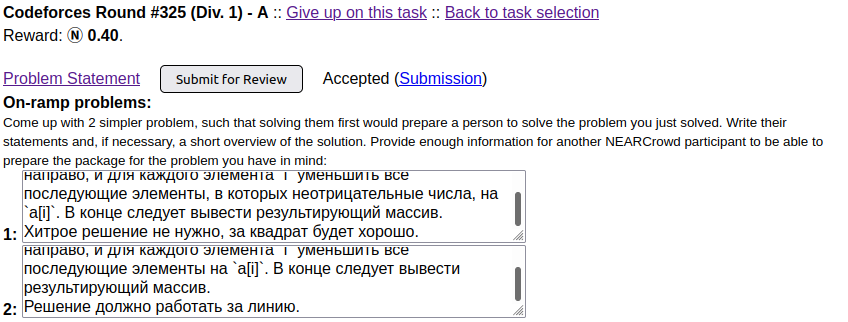 Codeforces Round #325 (Div. 1) - A :: Give up on this task :: Back to task selection
Reward: Ⓝ 0.40.
Problem Statement Submit for Review Accepted (Submission)
On-ramp problems:
Come up with 2 simpler problem, such that solving them first would prepare a person to solve the problem you just solved. Write their
statements and, if necessary, a short overview of the solution. Provide enough information for another NEARCrowd participant to be able to
prepare the package for the problem you have in mind:
направо, и для каждого элемента `i` уменьшить все
последующие элементы, в которых неотрицательные числа, на
`a[i]`. В конце следует вывести результирующий массив.
1: Хитрое решение не нужно, за квадрат будет хорошо.
направо, и для каждого элемента `i` уменьшить все
последующие элементы на `a[i]`. В конце следует вывести
результирующий массив.
2: Решение должно работать за линию.